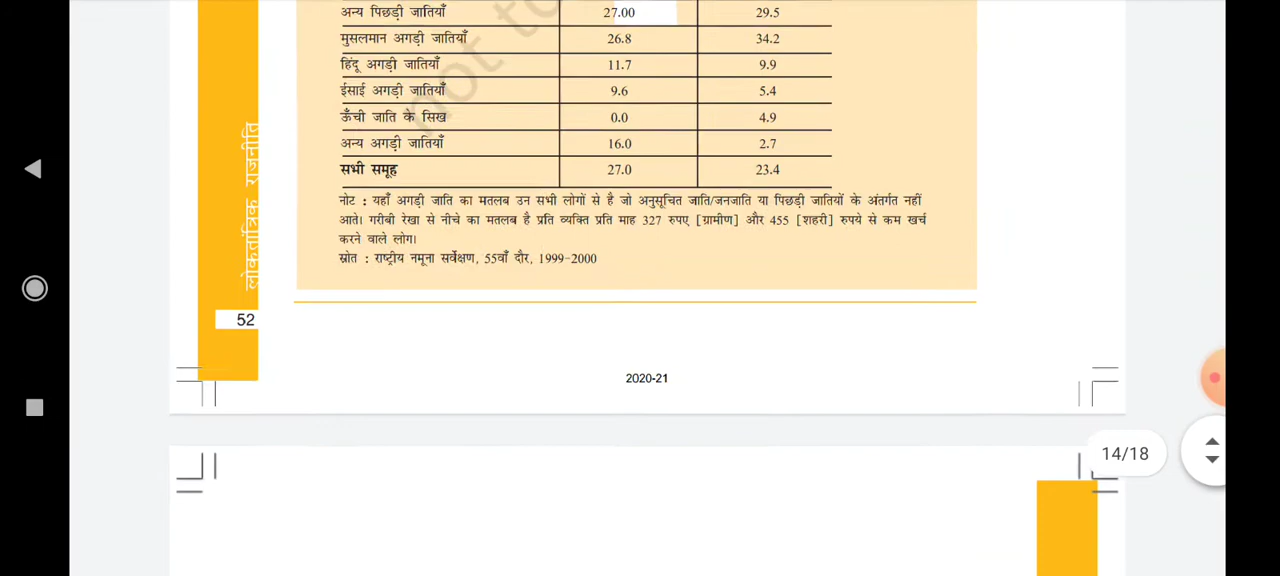 अन्य पिछड़ी जातियाँ 27.00 29.5
मुसलमान अगड़ी जातियाँ 26.8 34.2
हिंदू अगड़ी जातियाँ 11.7 9.9
ईसाई अगड़ी जातियाँ 9.6 5.4
ऊँची जाति के सिख 0.0 4.9
अन्य अगड़ी जातियाँ 16.0 2.7
सभी समूह 27.0 23.4
नोट : यहाँ अगड़ी जाति का मतलब उन सभी लोगों से है जो अनुसूचित जाति/जनजाति या पिछड़ी जातियों के अंतर्गत नहीं
आते। गरीबी रेखा से नीचे का मतलब है प्रति व्यक्ति प्रति माह 327 रुपए [ग्रामीण] और 455 [शहरी] रुपये से कम खर्च
करने वाले लोग।
स्रोत : राष्ट्रीय नमूना सर्वेक्षण, 55वाँ दौर, 1999-2000
not to
लोकतांत्रिक राजनीति
52
2020-21
14/18